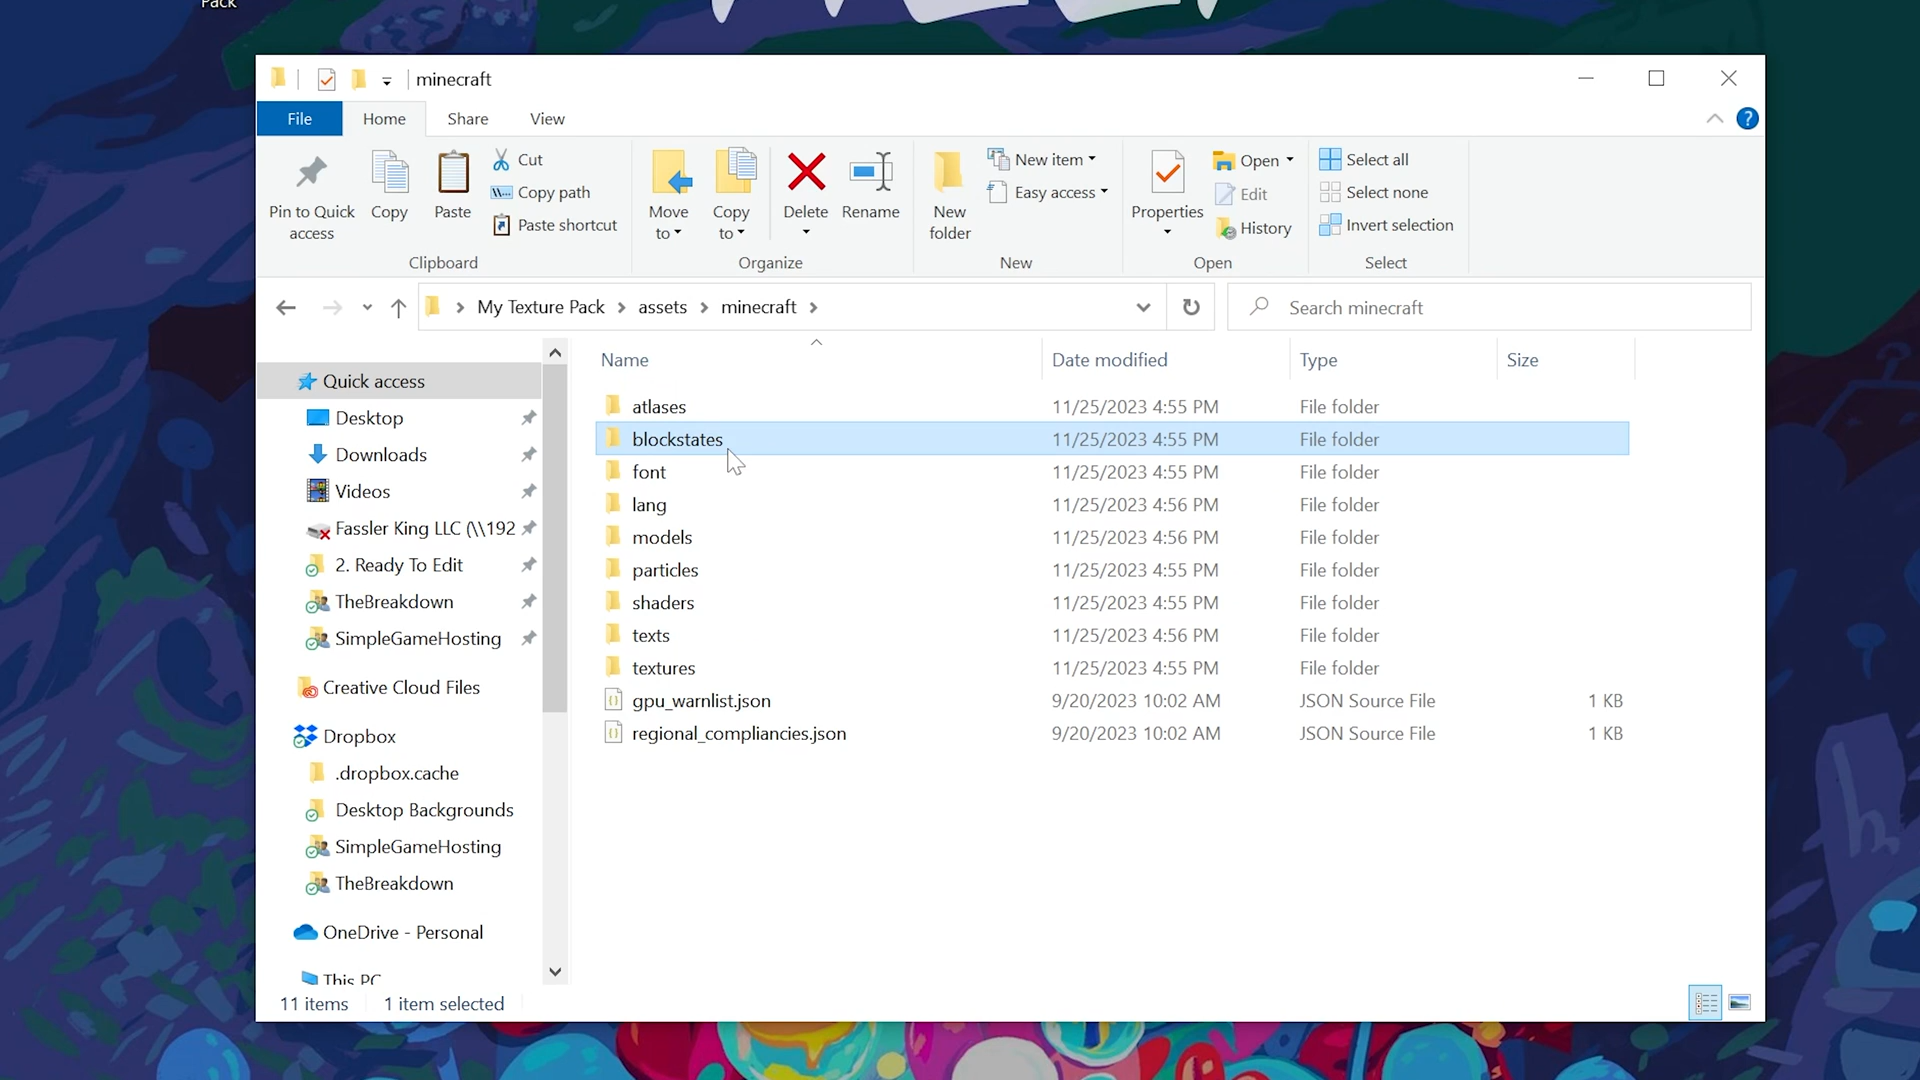 Pack
minecraft
File Home Share View
Pin to Quick access
Copy
Paste
Cut
Copy path
Paste shortcut
Clipboard
Move to
Copy to
Delete
Rename
Organize
New folder
New item
Easy access
New
Properties
Open
Edit
History
Open
Select all
Select none
Invert selection
Select
My Texture Pack > assets > minecraft >
Search minecraft
Quick access
Desktop
Downloads
Videos
Fassler King LLC (\\192
2. Ready To Edit
TheBreakdown
SimpleGameHosting
Creative Cloud Files
Dropbox
.dropbox.cache
Desktop Backgrounds
SimpleGameHosting
TheBreakdown
OneDrive - Personal
This PC
Name Date modified Type Size
atlases 11/25/2023 4:55 PM File folder
blockstates 11/25/2023 4:55 PM File folder
font 11/25/2023 4:55 PM File folder
lang 11/25/2023 4:56 PM File folder
models 11/25/2023 4:56 PM File folder
particles 11/25/2023 4:55 PM File folder
shaders 11/25/2023 4:55 PM File folder
texts 11/25/2023 4:56 PM File folder
textures 11/25/2023 4:55 PM File folder
gpu_warnlist.json 9/20/2023 10:02 AM JSON Source File 1 KB
regional_compliancies.json 9/20/2023 10:02 AM JSON Source File 1 KB
11 items 1 item selected